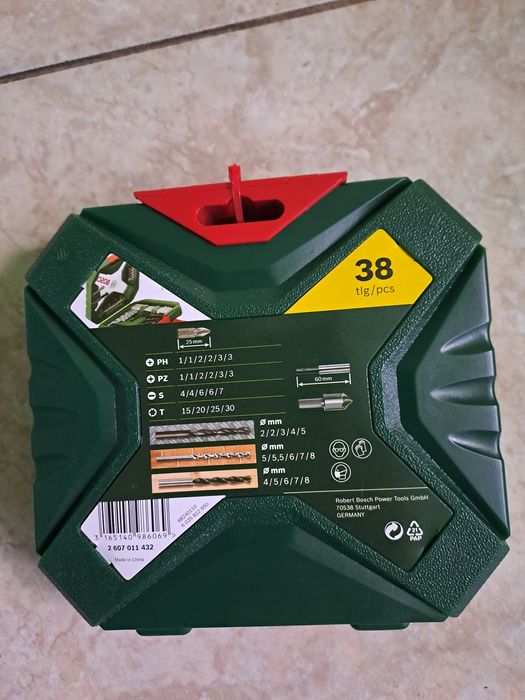 38
tlg/pcs
BOSCH
25 mm
PH 1/1/2/2/3/3
PZ 1/1/2/2/3/3
S 4/4/6/6/7
T 15/20/25/30
60 mm
Ø mm
2/2/3/4/5
Ø mm
5/5,5/6/7/8
Ø mm
4/5/6/7/8
Robert Bosch Power Tools GmbH
70538 Stuttgart
GERMANY
3 165140 986069
2 607 011 432
Made in China
21
PAP